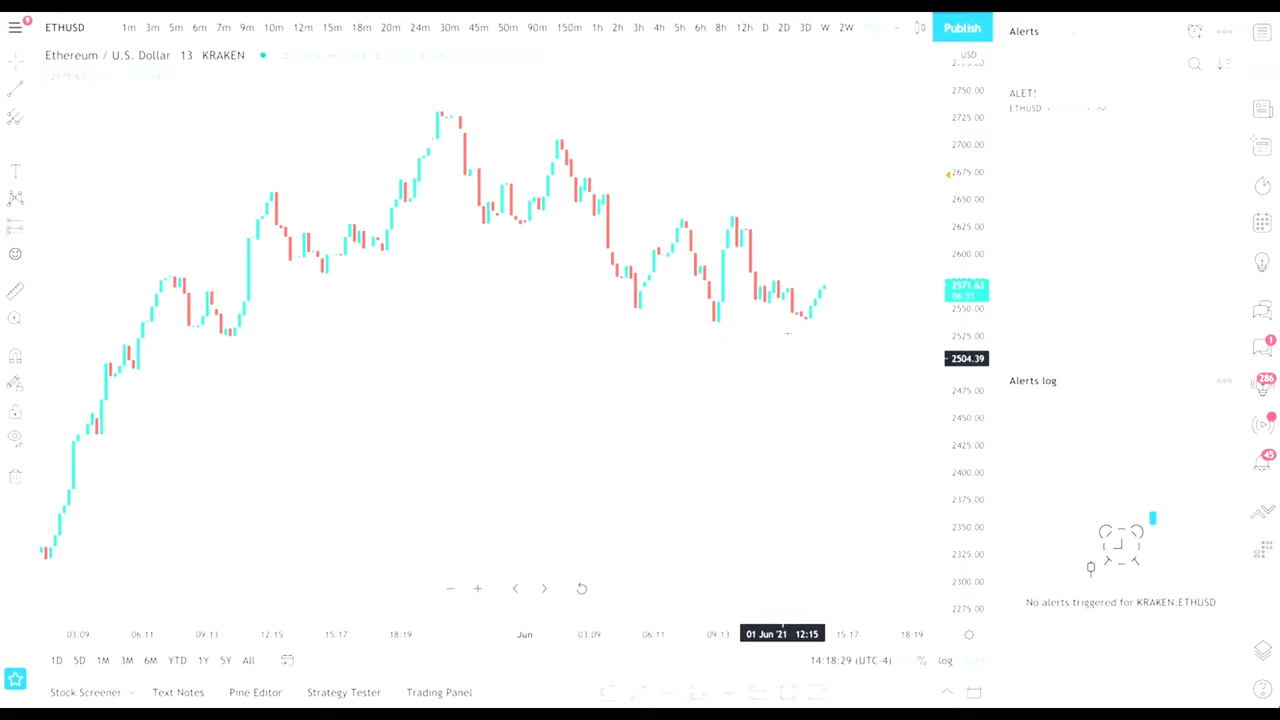 ETHUSD 1m 3m 5m 6m 7m 9m 10m 12m 15m 18m 20m 24m 30m 45m 50m 90m 150m 1h 2h 3h 4h 5h 6h 8h 12h D 2D 3D W 2W Publish
Ethereum / U.S. Dollar 13 KRAKEN
2571.63
USD
2750.00
2725.00
2700.00
2675.00
2650.00
2625.00
2600.00
2571.63
06:31
2550.00
2525.00
2504.39
2475.00
2450.00
2425.00
2400.00
2375.00
2350.00
2325.00
2300.00
2275.00
03:09 06:11 09:13 12:15 15:17 18:19 Jun 03:09 06:11 09:13 01 Jun '21 12:15 15:17 18:19
1D 5D 1M 3M 6M YTD 1Y 5Y All 14:18:29 (UTC-4) % log
Stock Screener Text Notes Pine Editor Strategy Tester Trading Panel
Alerts
ALET!
ETHUSD
Alerts log
No alerts triggered for KRAKEN:ETHUSD
9
1
286
45